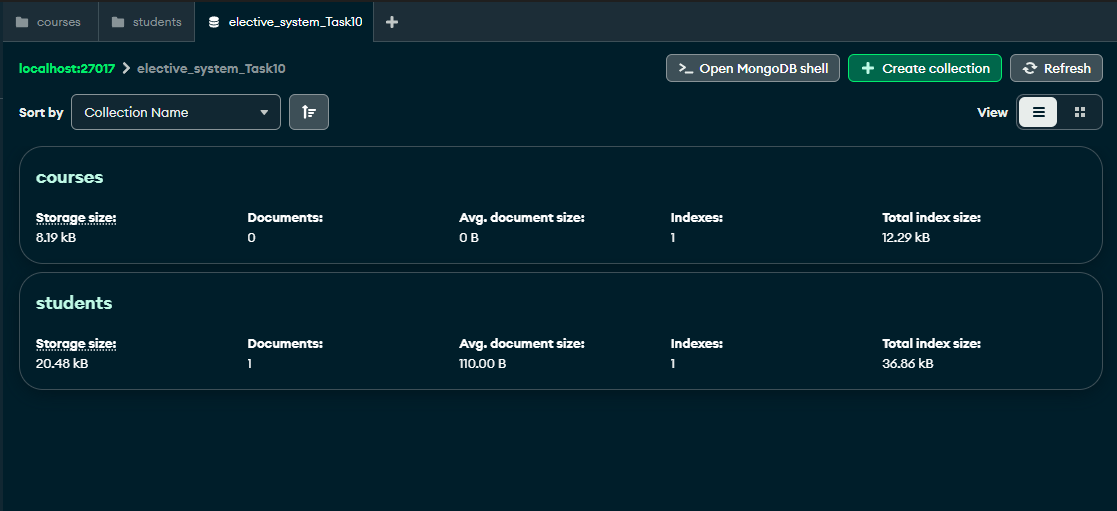 courses students elective_system_Task10
localhost:27017 elective_system_Task10 >_ Open MongoDB shell Create collection Refresh
Sort by Collection Name View
courses
Storage size: Documents: Avg. document size: Indexes: Total index size:
8.19 kB 0 0 B 1 12.29 kB
students
Storage size: Documents: Avg. document size: Indexes: Total index size:
20.48 kB 1 110.00 B 1 36.86 kB